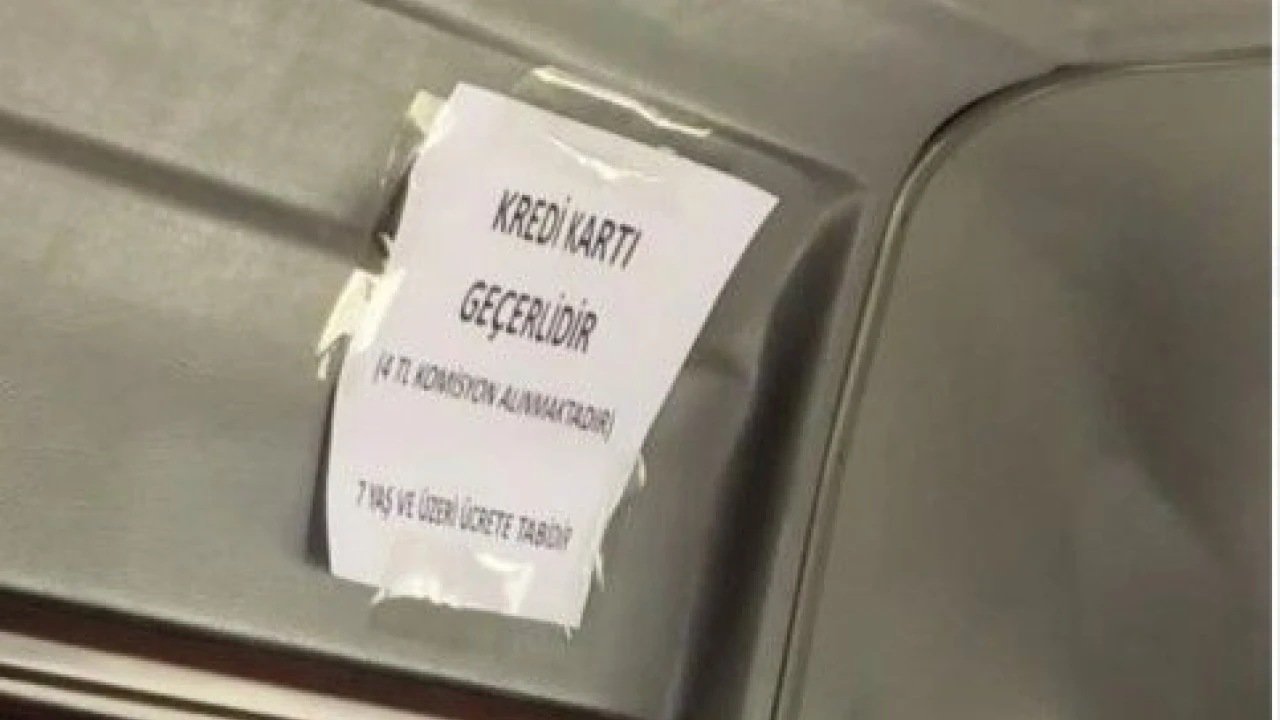 KREDİ KARTI
GEÇERLİDİR
(4 TL KOMİSYON ALINMAKTADIR)
7 YAŞ VE ÜZERİ ÜCRETE TABİDİR